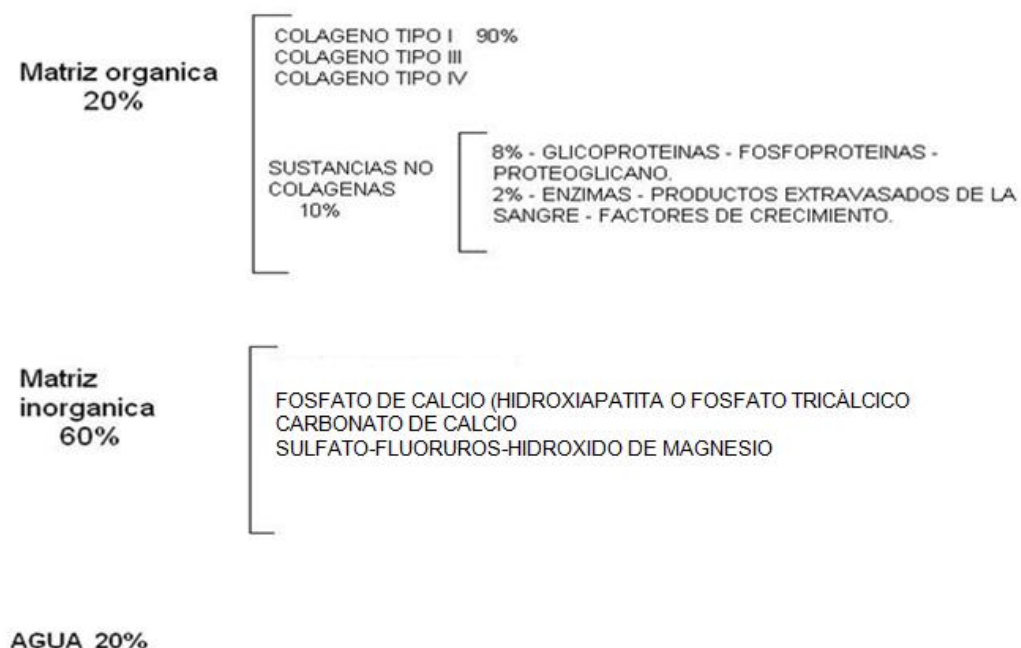 COLAGENO TIPO I 90%
COLAGENO TIPO III
COLAGENO TIPO IV
Matriz organica
20%
SUSTANCIAS NO
COLAGENAS
10%
8% - GLICOPROTEINAS - FOSFOPROTEINAS -
PROTEOGLICANO.
2% - ENZIMAS - PRODUCTOS EXTRAVASADOS DE LA
SANGRE - FACTORES DE CRECIMIENTO.
Matriz
inorganica
60%
FOSFATO DE CALCIO (HIDROXIAPATITA O FOSFATO TRICÀLCICO
CARBONATO DE CALCIO
SULFATO-FLUORUROS-HIDROXIDO DE MAGNESIO
AGUA 20%